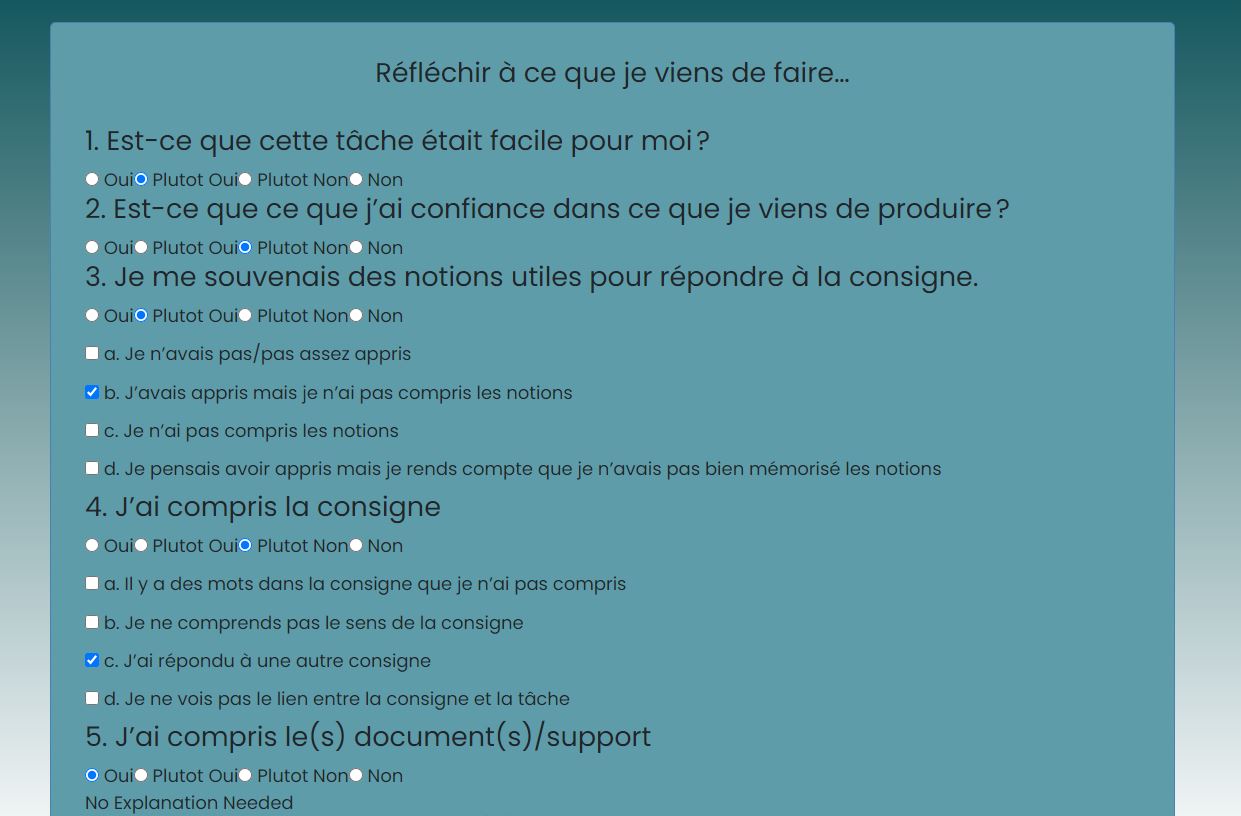 Réfléchir à ce que je viens de faire...
1. Est-ce que cette tâche était facile pour moi ?
Oui Plutot Oui Plutot Non Non
2. Est-ce que ce que j’ai confiance dans ce que je viens de produire ?
Oui Plutot Oui Plutot Non Non
3. Je me souvenais des notions utiles pour répondre à la consigne.
Oui Plutot Oui Plutot Non Non
a. Je n’avais pas/pas assez appris
b. J’avais appris mais je n’ai pas compris les notions
c. Je n’ai pas compris les notions
d. Je pensais avoir appris mais je rends compte que je n’avais pas bien mémorisé les notions
4. J’ai compris la consigne
Oui Plutot Oui Plutot Non Non
a. Il y a des mots dans la consigne que je n’ai pas compris
b. Je ne comprends pas le sens de la consigne
c. J’ai répondu à une autre consigne
d. Je ne vois pas le lien entre la consigne et la tâche
5. J’ai compris le(s) document(s)/support
Oui Plutot Oui Plutot Non Non
No Explanation Needed